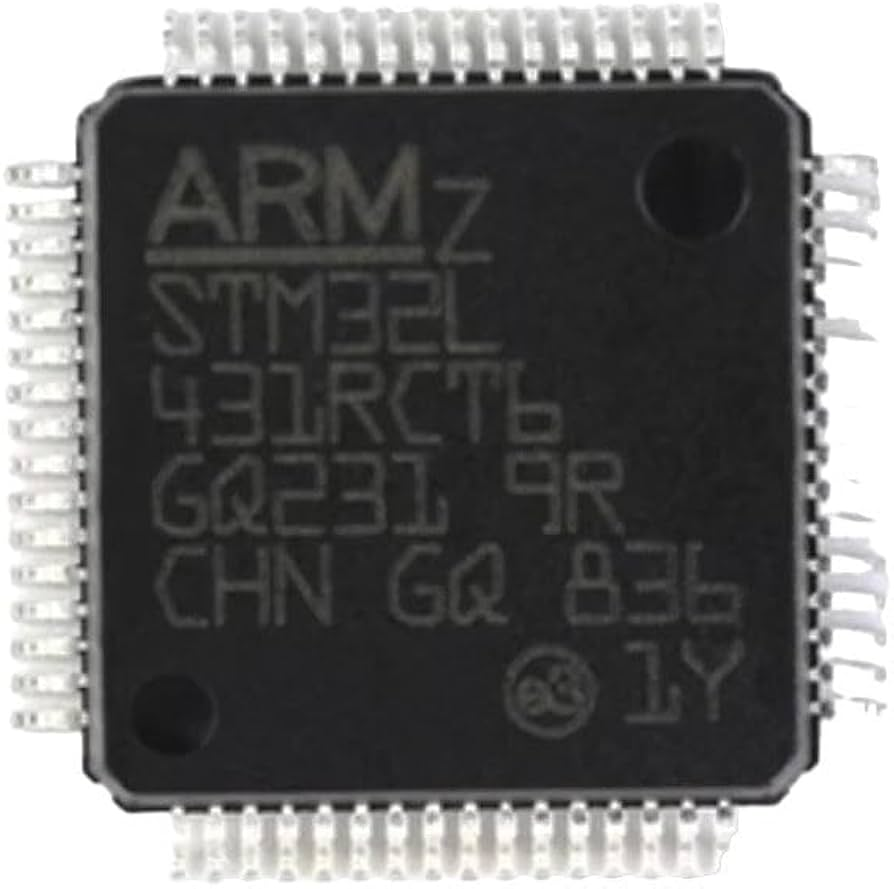 ARM Z
STM32L
431RCT6
GQ231 9R
CHN GQ 836
e3 1Y